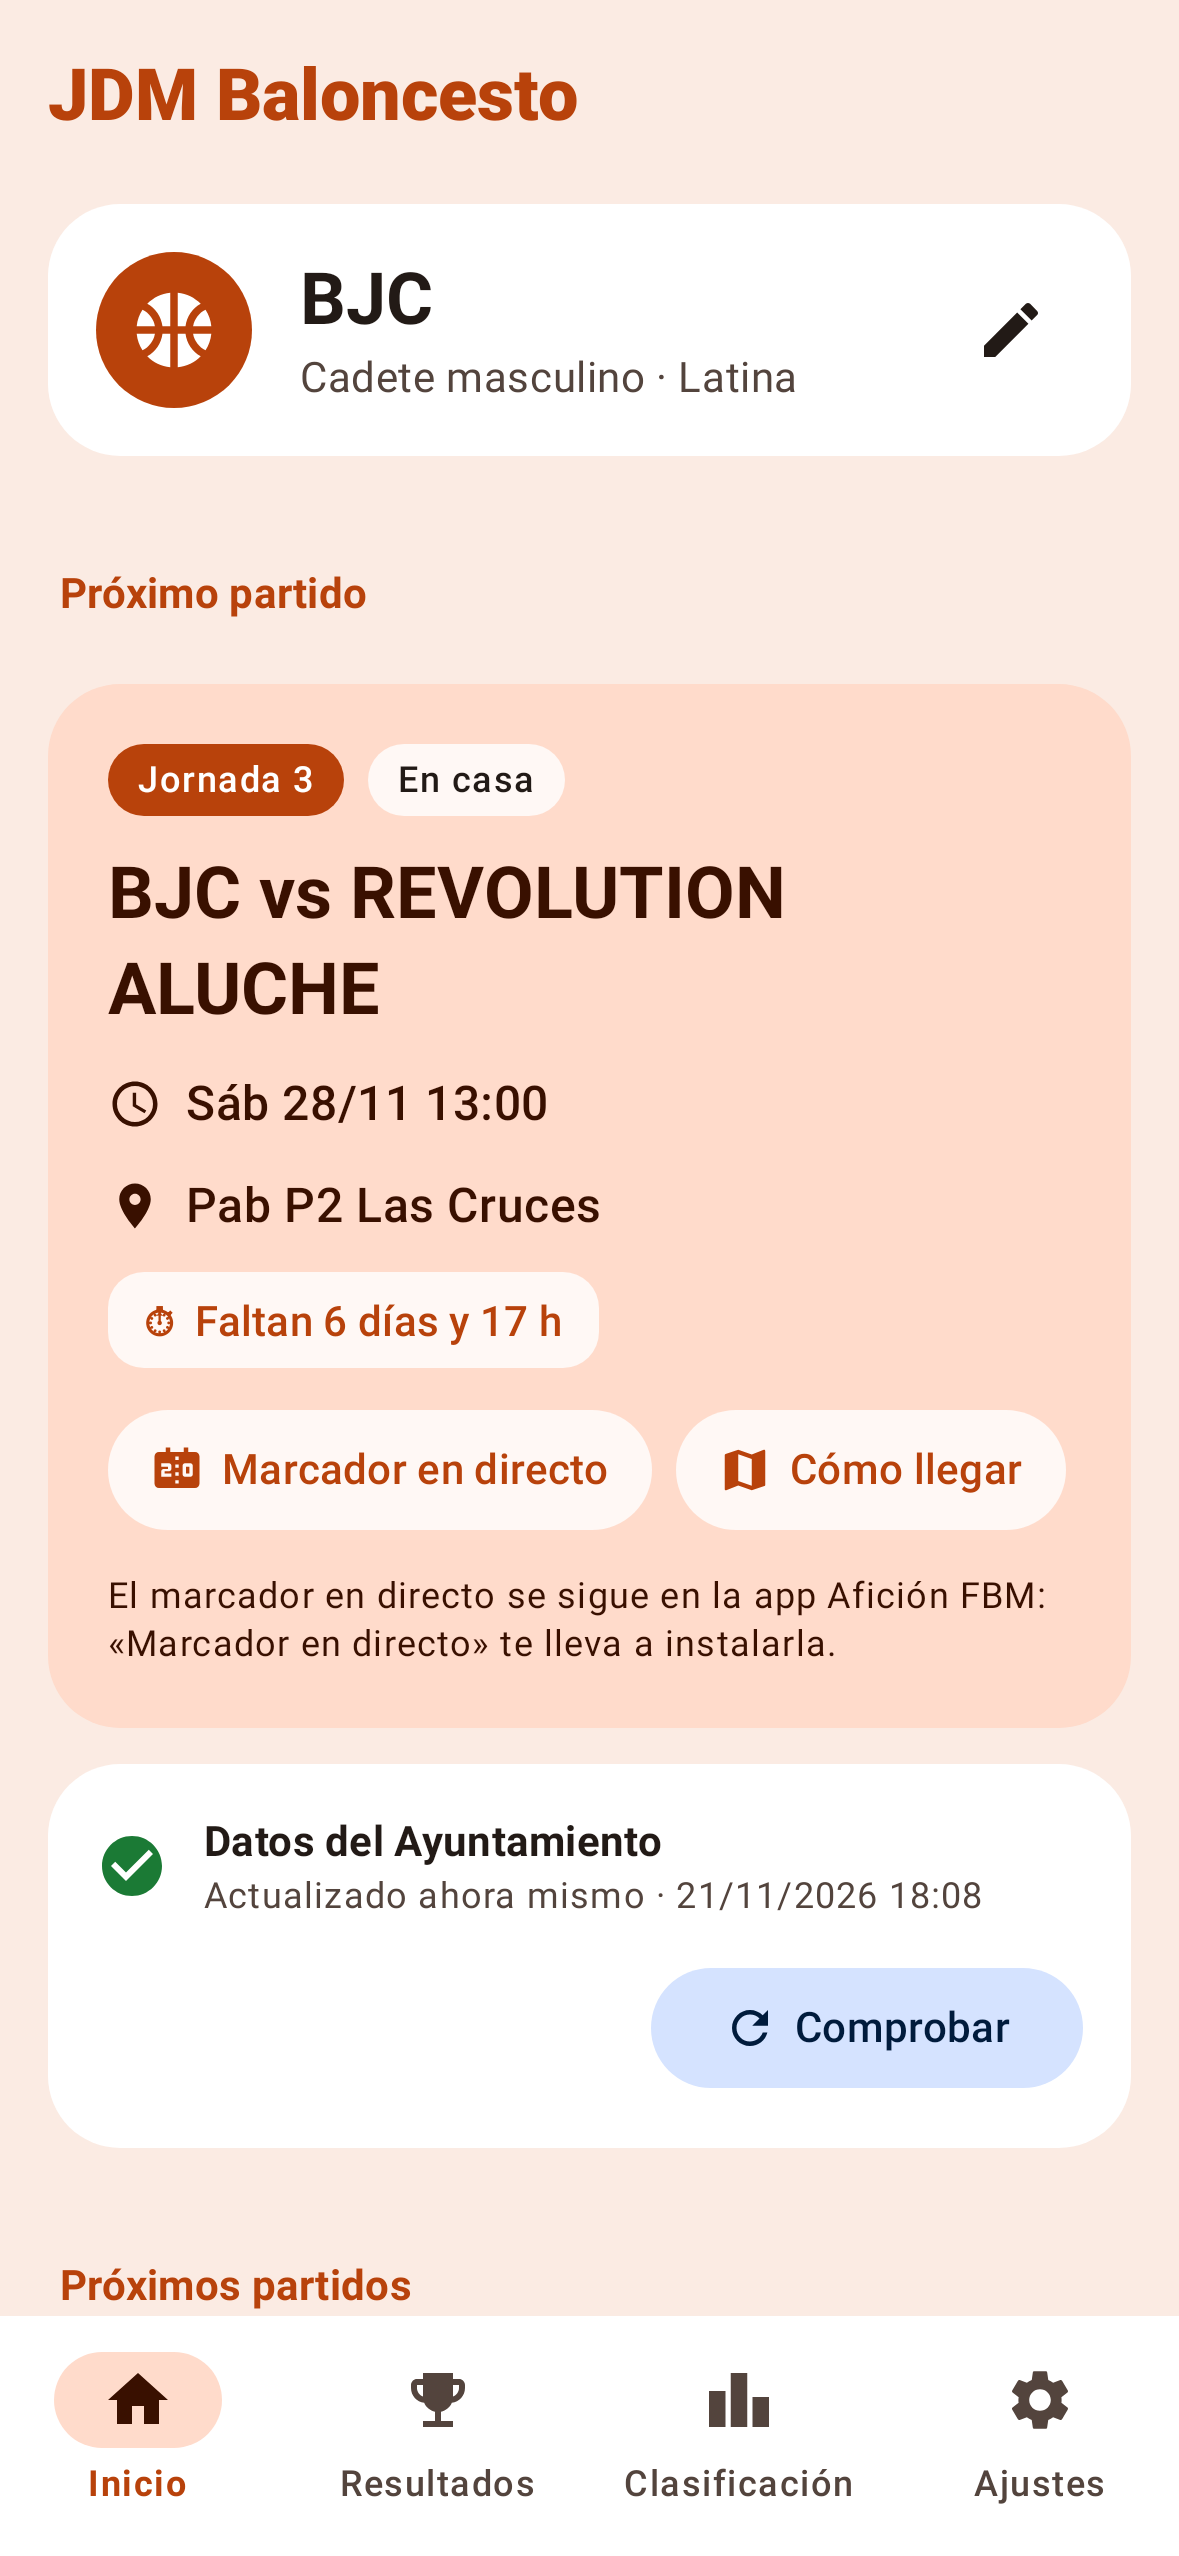 JDM Baloncesto
BJC
Cadete masculino · Latina
Próximo partido
Jornada 3
En casa
BJC vs REVOLUTION
ALUCHE
Sáb 28/11 13:00
Pab P2 Las Cruces
Faltan 6 días y 17 h
Marcador en directo
Cómo llegar
El marcador en directo se sigue en la app Afición FBM:
«Marcador en directo» te lleva a instalarla.
Datos del Ayuntamiento
Actualizado ahora mismo · 21/11/2026 18:08
Comprobar
Próximos partidos
Inicio
Resultados
Clasificación
Ajustes